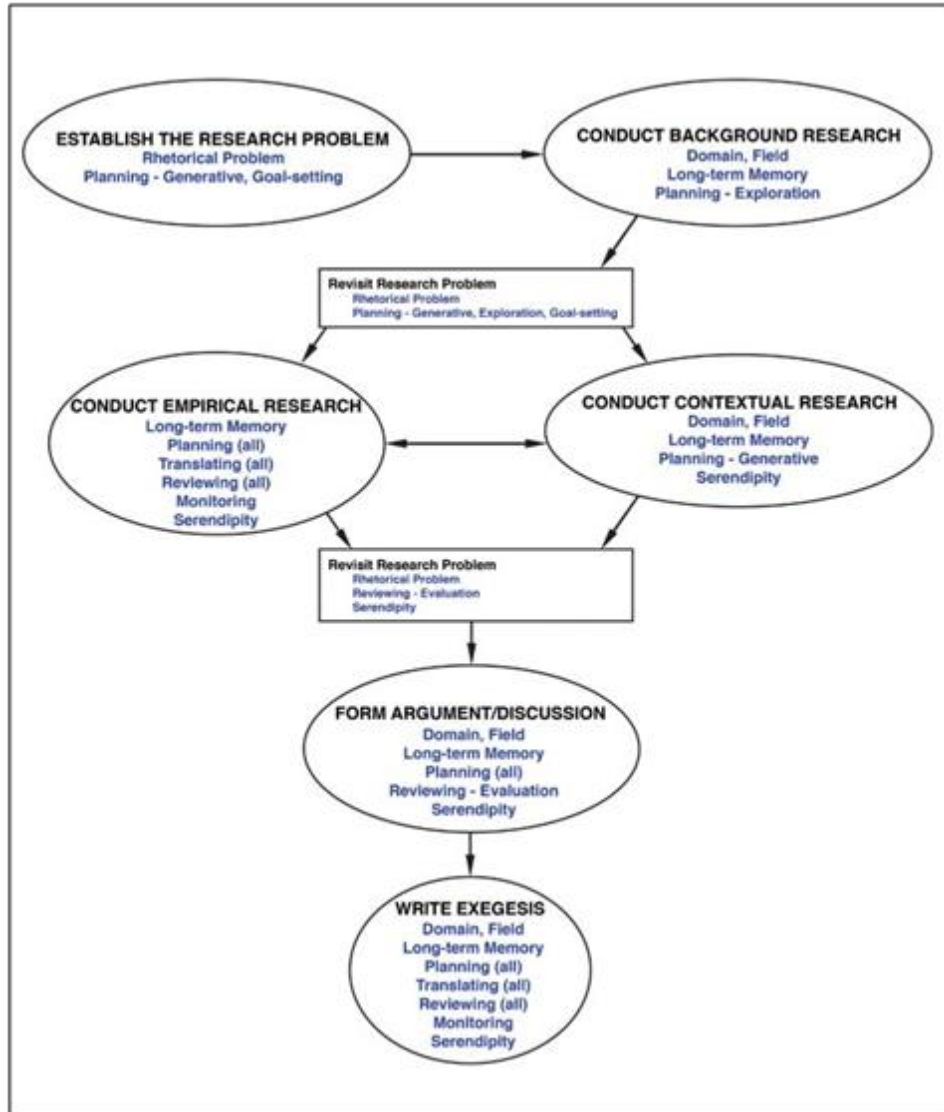 ESTABLISH THE RESEARCH PROBLEM
Rhetorical Problem
Planning - Generative, Goal-setting
CONDUCT BACKGROUND RESEARCH
Domain, Field
Long-term Memory
Planning - Exploration
Revisit Research Problem
Rhetorical Problem
Planning - Generative, Exploration, Goal-setting
CONDUCT EMPIRICAL RESEARCH
Long-term Memory
Planning (all)
Translating (all)
Reviewing (all)
Monitoring
Serendipity
CONDUCT CONTEXTUAL RESEARCH
Domain, Field
Long-term Memory
Planning - Generative
Serendipity
Revisit Research Problem
Rhetorical Problem
Reviewing - Evaluation
Serendipity
FORM ARGUMENT/DISCUSSION
Domain, Field
Long-term Memory
Planning (all)
Reviewing - Evaluation
Serendipity
WRITE EXEGESIS
Domain, Field
Long-term Memory
Planning (all)
Translating (all)
Reviewing (all)
Monitoring
Serendipity